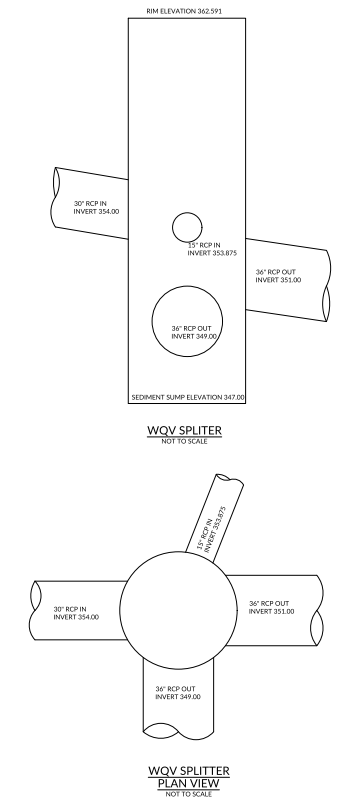 RIM ELEVATION 362.591
30" RCP IN
INVERT 354.00
15" RCP IN
INVERT 353.875
36" RCP OUT
INVERT 351.00
36" RCP OUT
INVERT 349.00
SEDIMENT SUMP ELEVATION 347.00
WQV SPLITER
NOT TO SCALE
15" RCP IN
INVERT 353.875
30" RCP IN
INVERT 354.00
36" RCP OUT
INVERT 351.00
36" RCP OUT
INVERT 349.00
WQV SPLITTER
PLAN VIEW
NOT TO SCALE